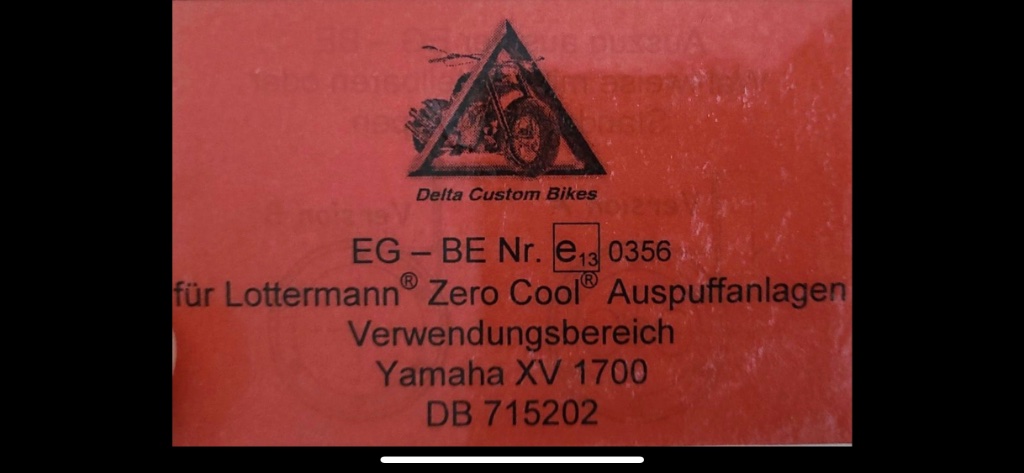 Delta Custom Bikes
EG – BE Nr. e13 0356
für Lottermann® Zero Cool® Auspuffanlagen
Verwendungsbereich
Yamaha XV 1700
DB 715202